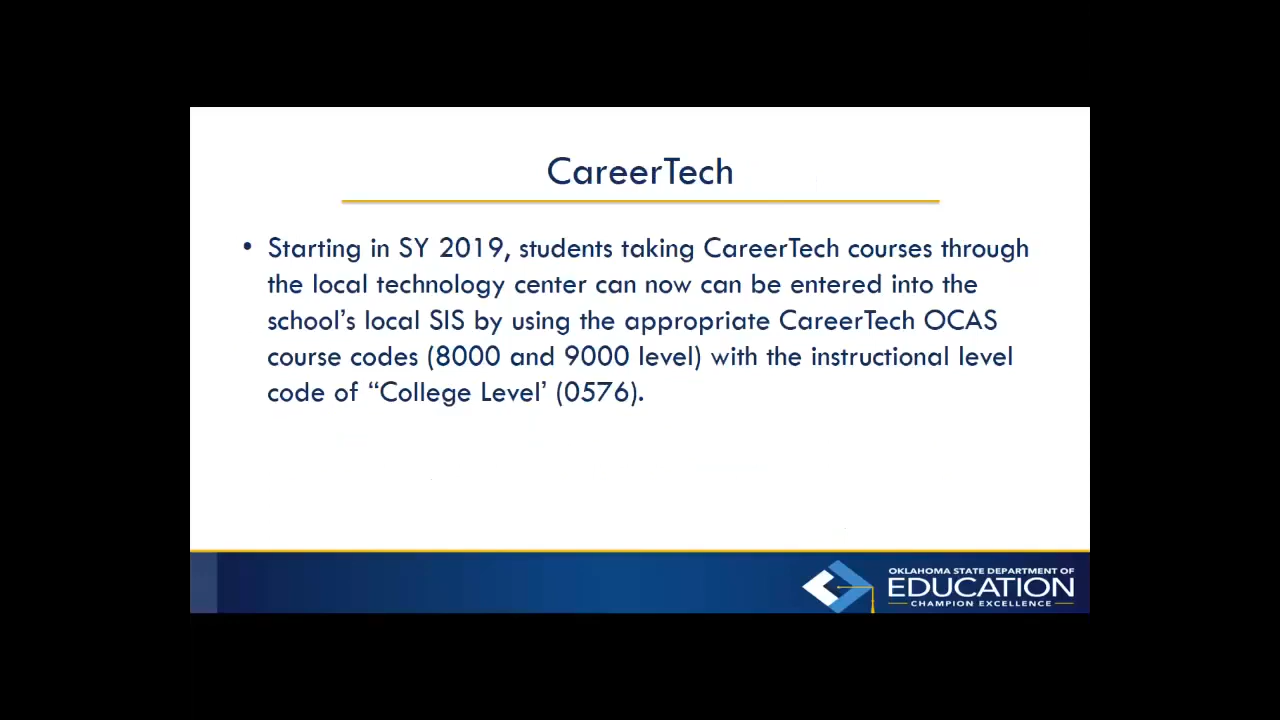 CareerTech
• Starting in SY 2019, students taking CareerTech courses through
the local technology center can now can be entered into the
school’s local SIS by using the appropriate CareerTech OCAS
course codes (8000 and 9000 level) with the instructional level
code of “College Level’ (0576).
OKLAHOMA STATE DEPARTMENT OF
EDUCATION
CHAMPION EXCELLENCE